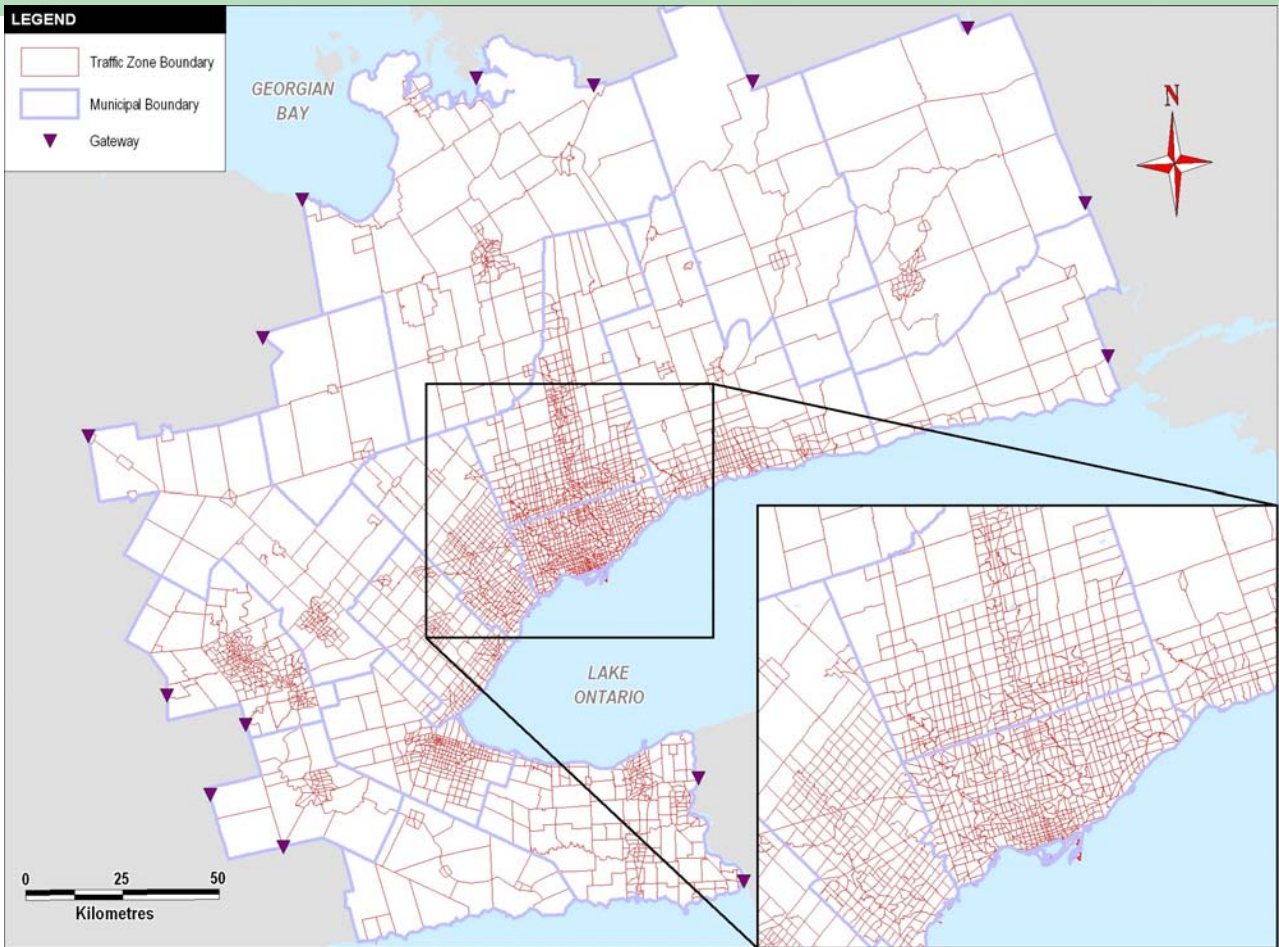 LEGEND
Traffic Zone Boundary
Municipal Boundary
Gateway
GEORGIAN
BAY
N
LAKE
ONTARIO
0 25 50
Kilometres